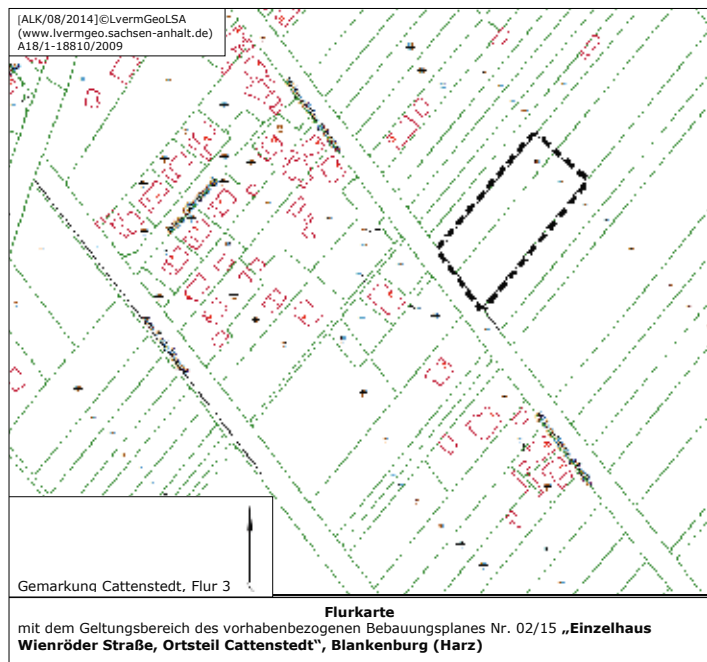 [ALK/08/2014]©LvermGeoLSA
(www.lvermgeo.sachsen-anhalt.de)
A18/1-18810/2009
Gemarkung Cattenstedt, Flur 3
Flurkarte
mit dem Geltungsbereich des vorhabenbezogenen Bebauungsplanes Nr. 02/15 „Einzelhaus
Wienröder Straße, Ortsteil Cattenstedt“, Blankenburg (Harz)